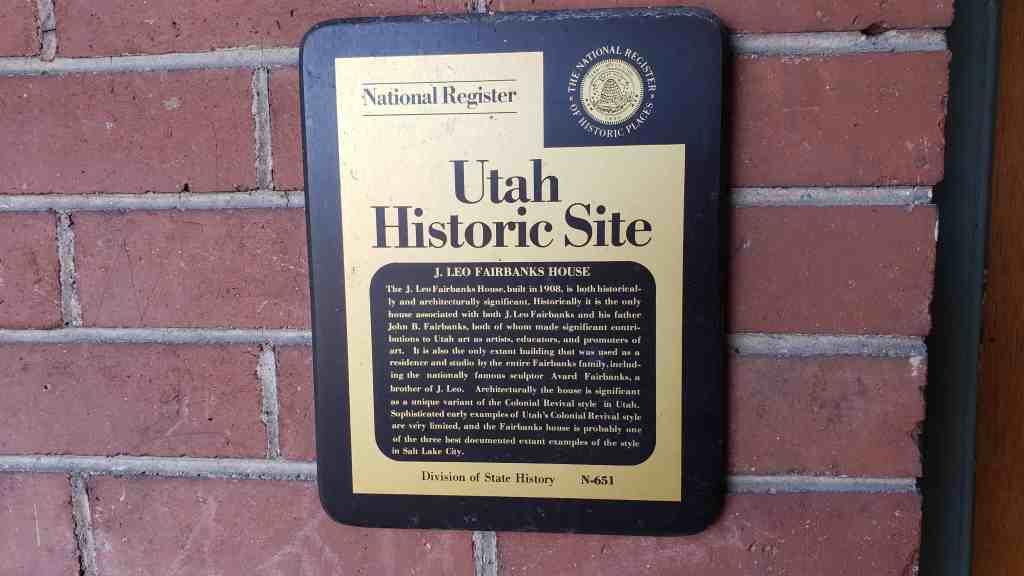 National Register
THE NATIONAL REGISTER
OF HISTORIC PLACES
Utah
Historic Site
J. LEO FAIRBANKS HOUSE
The J. Leo Fairbanks House, built in 1908, is both historical-
ly and architecturally significant. Historically it is the only
house associated with both J. Leo Fairbanks and his father
John B. Fairbanks, both of whom made significant contri-
butions to Utah art as artists, educators, and promoters of
art. It is also the only extant building that was used as a
residence and studio by the entire Fairbanks family, includ-
ing the nationally famous sculptor Avard Fairbanks, a
brother of J. Leo. Architecturally the house is significant
as a unique variant of the Colonial Revival style in Utah.
Sophisticated early examples of Utah's Colonial Revival style
are very limited, and the Fairbanks house is probably one
of the three best documented extant examples of the style
in Salt Lake City.
Division of State History N-651